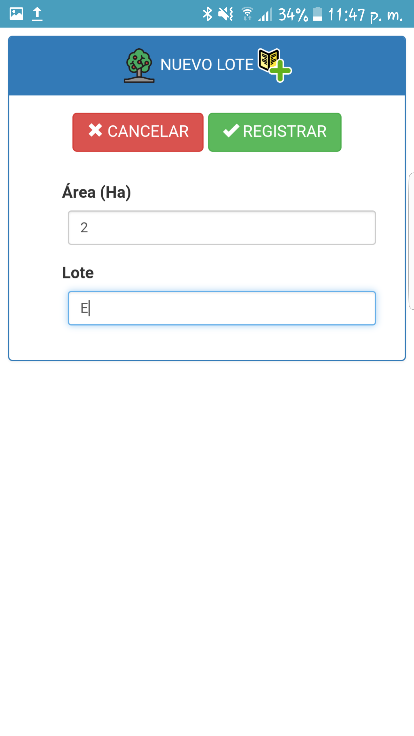 34% 11:47 p. m.
NUEVO LOTE
CANCELAR REGISTRAR
Área (Ha)
2
Lote
E